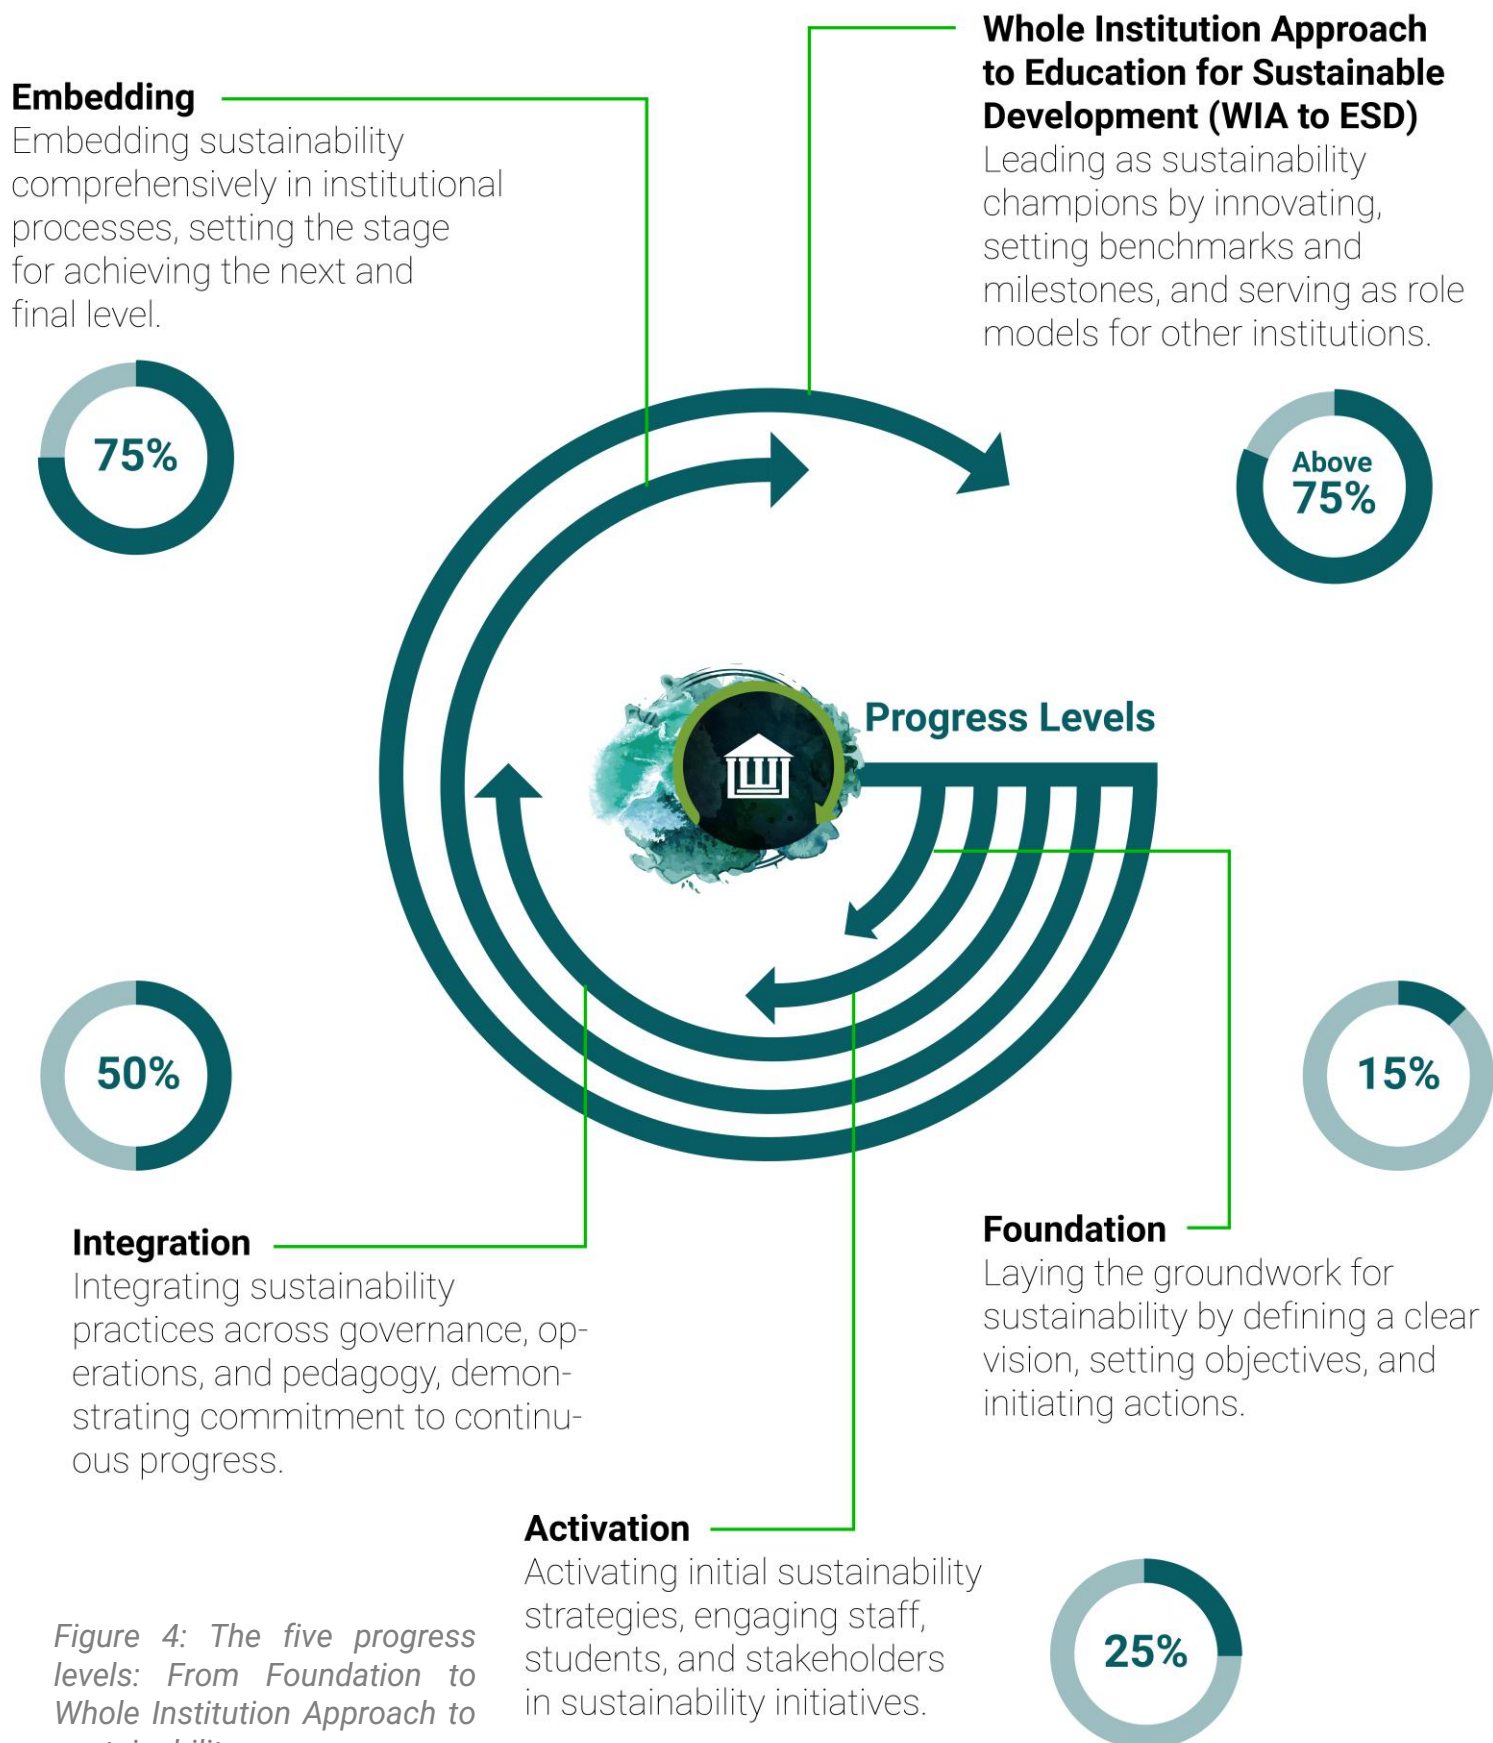 Whole Institution Approach
to Education for Sustainable
Development (WIA to ESD)
Leading as sustainability
champions by innovating,
setting benchmarks and
milestones, and serving as role
models for other institutions.
Above
75%
Embedding
Embedding sustainability
comprehensively in institutional
processes, setting the stage
for achieving the next and
final level.
75%
Progress Levels
50%
Integration
Integrating sustainability
practices across governance, op-
erations, and pedagogy, demon-
strating commitment to continu-
ous progress.
15%
Foundation
Laying the groundwork for
sustainability by defining a clear
vision, setting objectives, and
initiating actions.
Activation
Activating initial sustainability
strategies, engaging staff,
students, and stakeholders
in sustainability initiatives.
25%
Figure 4: The five progress
levels: From Foundation to
Whole Institution Approach to